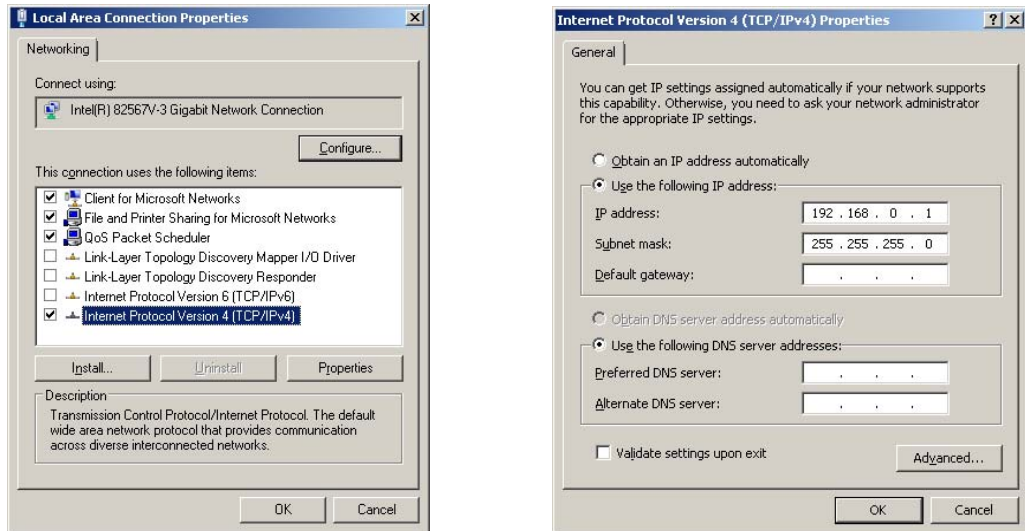 Local Area Connection Properties
Networking
Connect using:
Intel(R) 82567V-3 Gigabit Network Connection
Configure...
This connection uses the following items:
Client for Microsoft Networks
File and Printer Sharing for Microsoft Networks
QoS Packet Scheduler
Link-Layer Topology Discovery Mapper I/O Driver
Link-Layer Topology Discovery Responder
Internet Protocol Version 6 (TCP/IPv6)
Internet Protocol Version 4 (TCP/IPv4)
Install...
Uninstall
Properties
Description
Transmission Control Protocol/Internet Protocol. The default
wide area network protocol that provides communication
across diverse interconnected networks.
OK
Cancel
Internet Protocol Version 4 (TCP/IPv4) Properties
General
You can get IP settings assigned automatically if your network supports
this capability. Otherwise, you need to ask your network administrator
for the appropriate IP settings.
Obtain an IP address automatically
Use the following IP address:
IP address:
192 . 168 . 0 . 1
Subnet mask:
255 . 255 . 255 . 0
Default gateway:
. . .
Obtain DNS server address automatically
Use the following DNS server addresses:
Preferred DNS server:
. . .
Alternate DNS server:
. . .
Validate settings upon exit
Advanced...
OK
Cancel